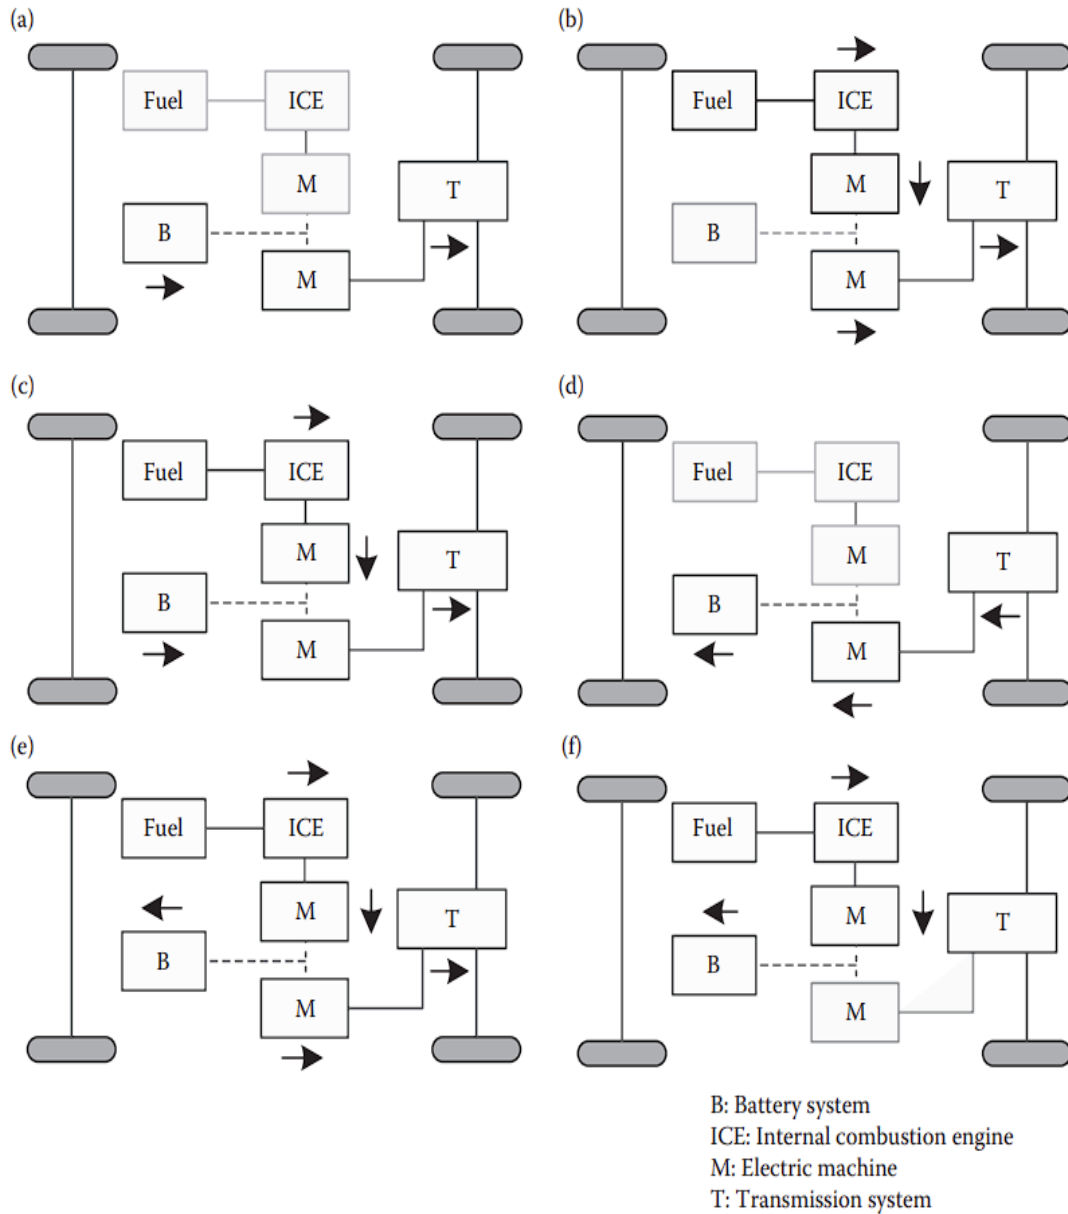 (a)
Fuel
ICE
M
T
B
M
(b)
Fuel
ICE
M
T
B
M
(c)
Fuel
ICE
M
T
B
M
(d)
Fuel
ICE
M
T
B
M
(e)
Fuel
ICE
M
T
B
M
(f)
Fuel
ICE
M
T
B
M
B: Battery system
ICE: Internal combustion engine
M: Electric machine
T: Transmission system